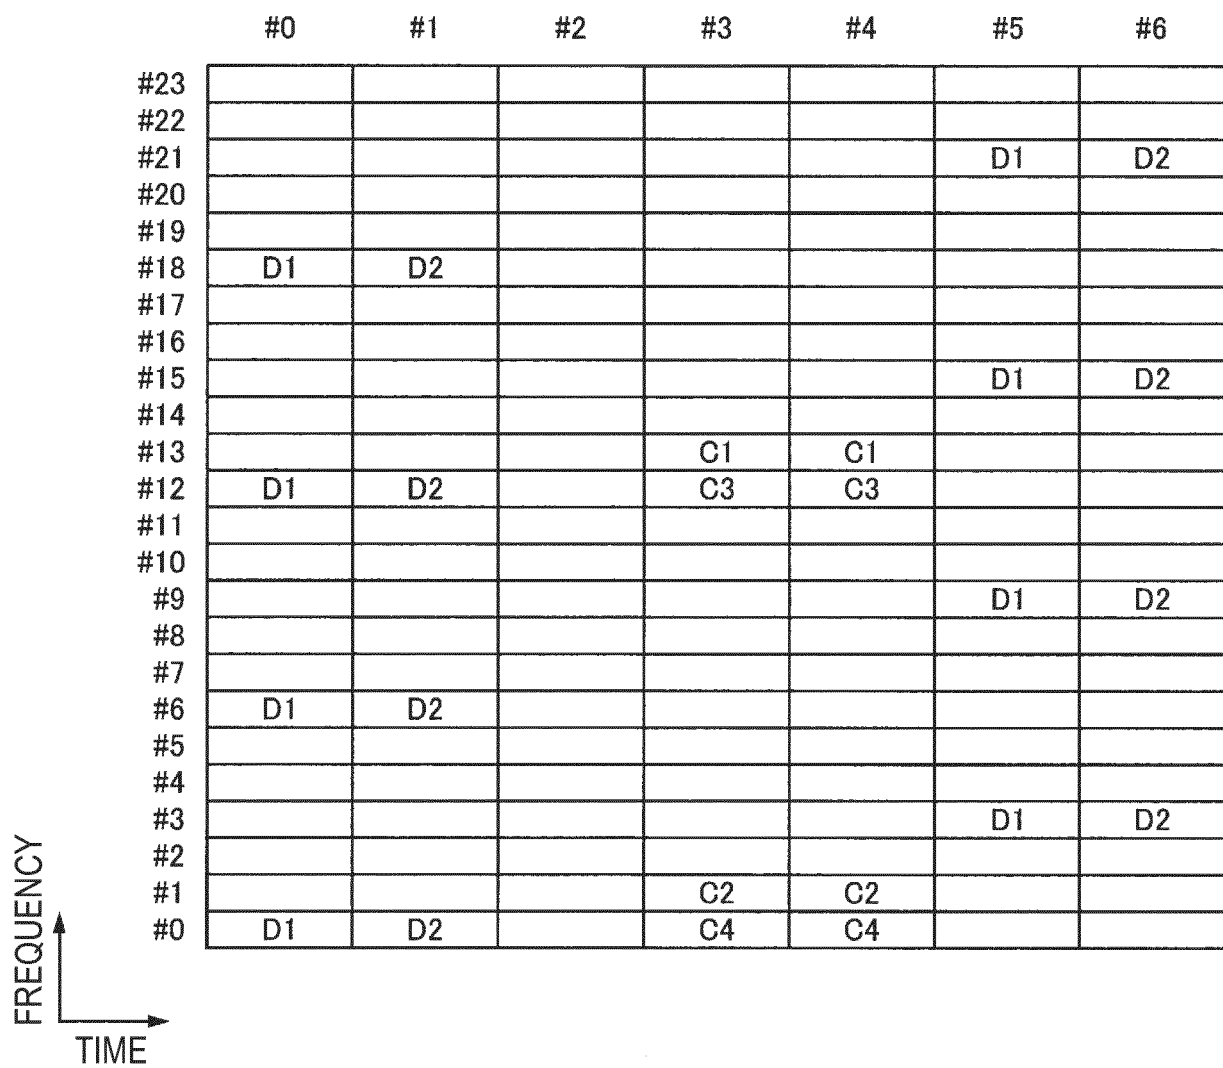 #0 #1 #2 #3 #4 #5 #6
#23
#22
#21 D1 D2
#20
#19
#18 D1 D2
#17
#16
#15 D1 D2
#14
#13 C1 C1
#12 D1 D2 C3 C3
#11
#10
#9 D1 D2
#8
#7
#6 D1 D2
#5
#4
#3 D1 D2
#2
#1 C2 C2
#0 D1 D2 C4 C4
FREQUENCY
TIME